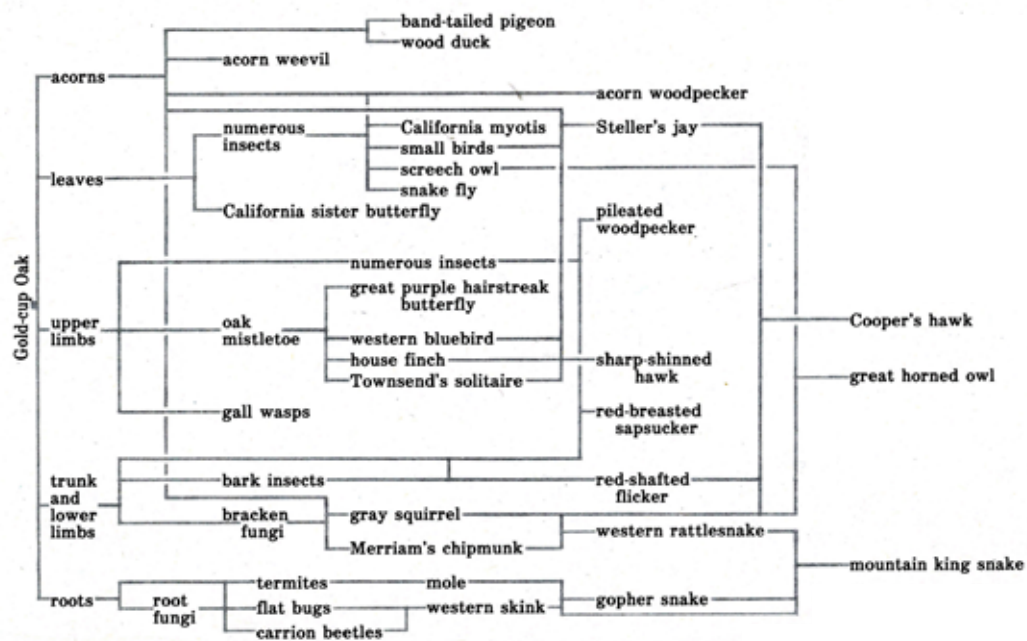 band-tailed pigeon
wood duck
acorn weevil
acorns
acorn woodpecker
numerous
insects
California myotis
Steller's jay
small birds
screech owl
leaves
snake fly
California sister butterfly
pileated
woodpecker
numerous insects
great purple hairstreak
butterfly
Gold-cup Oak
upper
limbs
oak
mistletoe
Cooper's hawk
western bluebird
house finch
sharp-shinned
hawk
Townsend's solitaire
great horned owl
gall wasps
red-breasted
sapsucker
trunk
and
lower
limbs
bark insects
red-shafted
flicker
bracken
fungi
gray squirrel
western rattlesnake
Merriam's chipmunk
mountain king snake
termites
mole
roots
root
fungi
flat bugs
western skink
gopher snake
carrion beetles